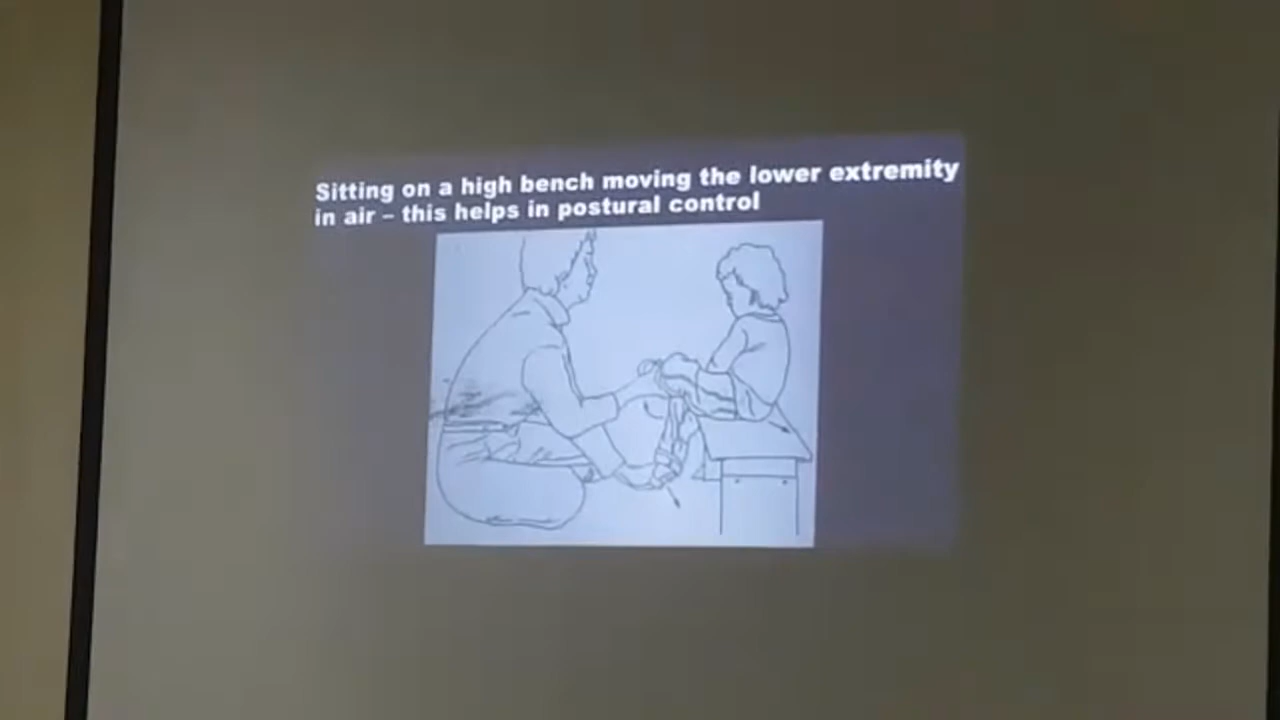 Sitting on a high bench moving the lower extremity
in air – this helps in postural control